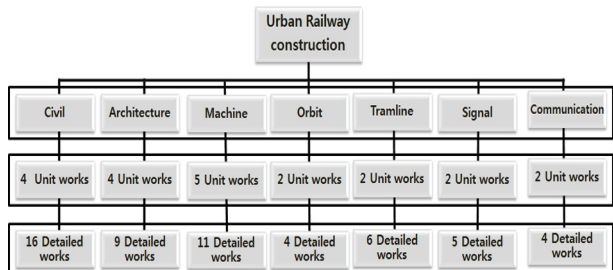 Urban Railway
construction
Civil
Architecture
Machine
Orbit
Tramline
Signal
Communication
4 Unit works
4 Unit works
5 Unit works
2 Unit works
2 Unit works
2 Unit works
2 Unit works
16 Detailed
works
9 Detailed
works
11 Detailed
works
4 Detailed
works
6 Detailed
works
5 Detailed
works
4 Detailed
works